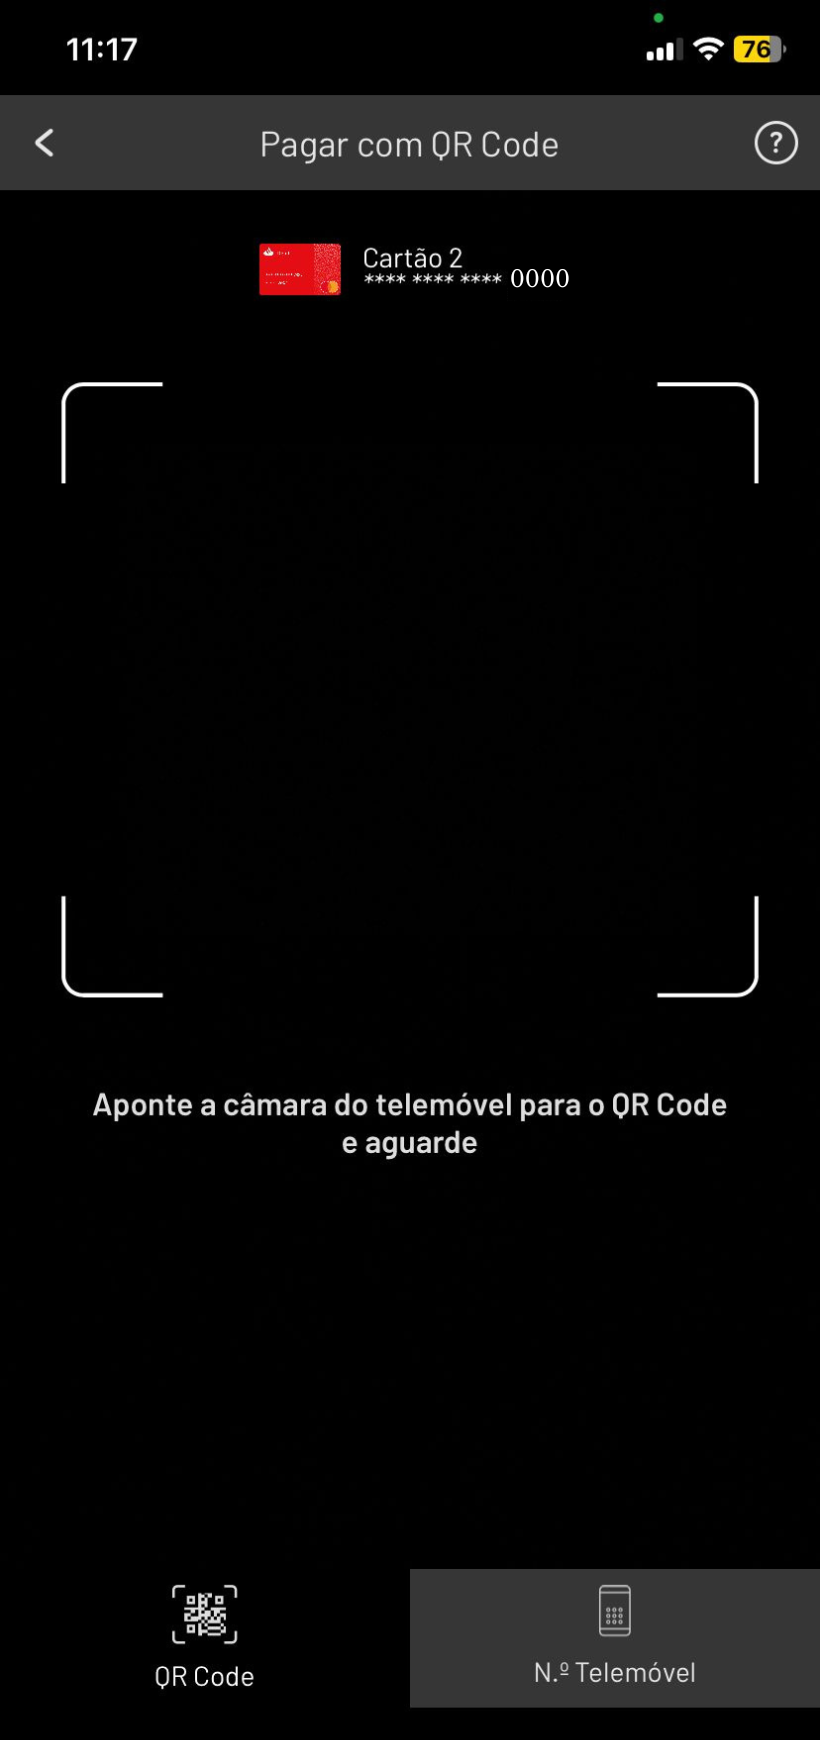 11:17
76
Pagar com QR Code
?
Cartão 2
**** **** **** 0000
Aponte a câmara do telemóvel para o QR Code
e aguarde
QR Code
N.º Telemóvel